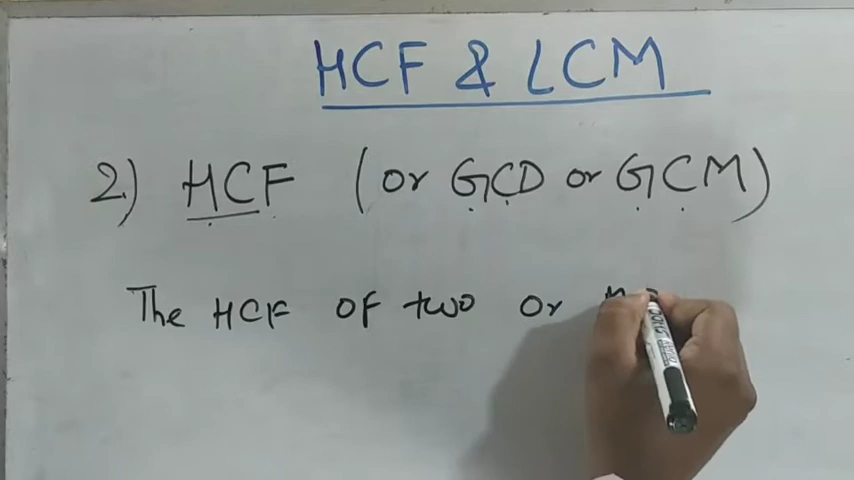 HCF & LCM
2) HCF (or GCD or GCM)
The HCF of two or